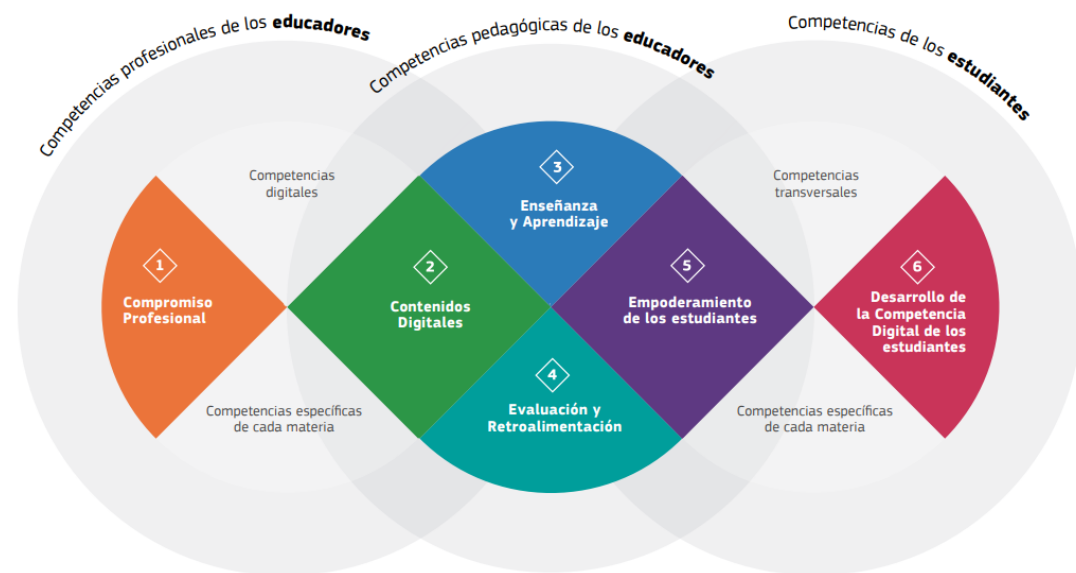 Competencias profesionales de los educadores
Competencias pedagógicas de los educadores
Competencias de los estudiantes
Competencias
digitales
3
Enseñanza
y Aprendizaje
Competencias
transversales
1
Compromiso
Profesional
2
Contenidos
Digitales
5
Empoderamiento
de los estudiantes
6
Desarrollo de
la Competencia
Digital de los
estudiantes
4
Evaluación y
Retroalimentación
Competencias específicas
de cada materia
Competencias específicas
de cada materia